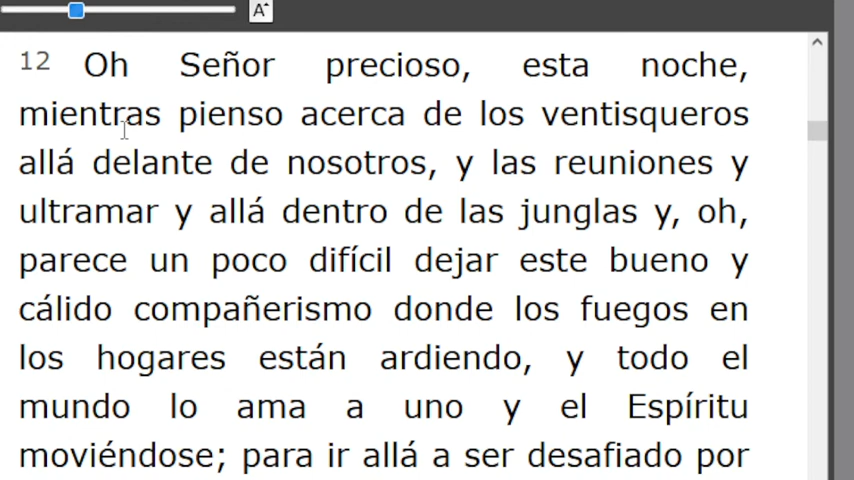 A
12 Oh Señor precioso, esta noche,
mientras pienso acerca de los ventisqueros
allá delante de nosotros, y las reuniones y
ultramar y allá dentro de las junglas y, oh,
parece un poco difícil dejar este bueno y
cálido compañerismo donde los fuegos en
los hogares están ardiendo, y todo el
mundo lo ama a uno y el Espíritu
moviéndose; para ir allá a ser desafiado por